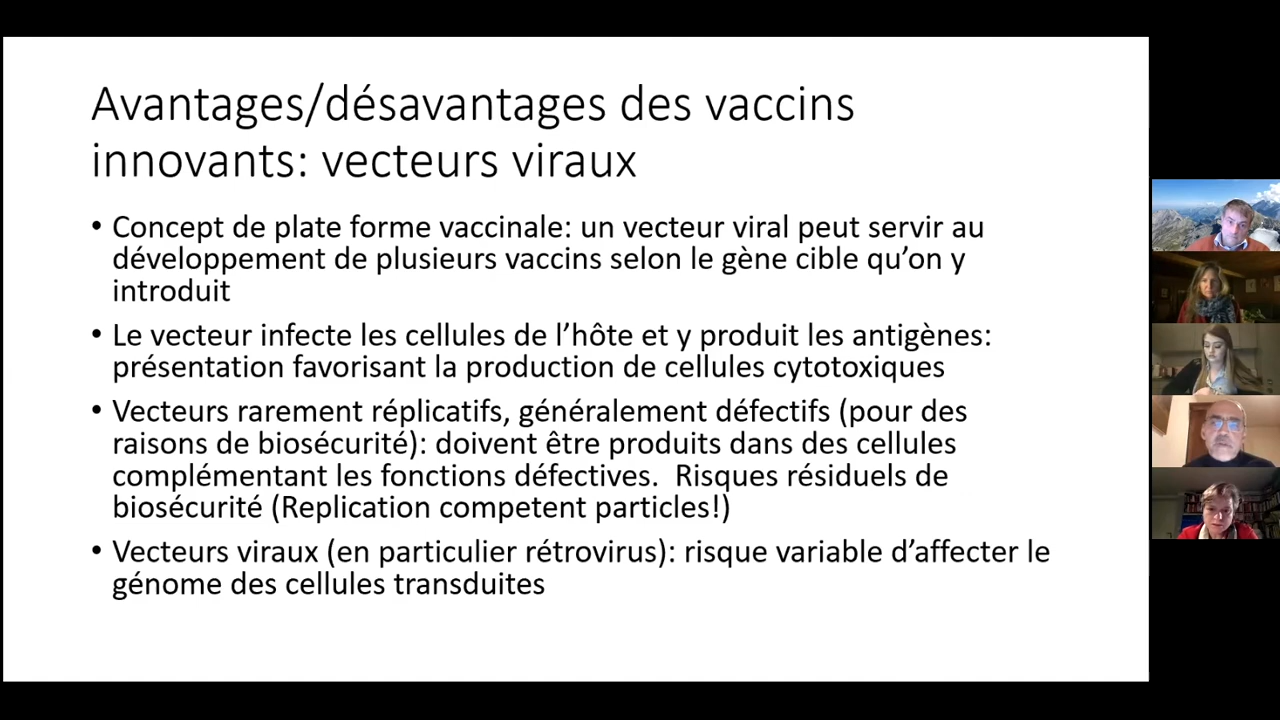 Avantages/désavantages des vaccins
innovants: vecteurs viraux
• Concept de plate forme vaccinale: un vecteur viral peut servir au
développement de plusieurs vaccins selon le gène cible qu’on y
introduit
• Le vecteur infecte les cellules de l’hôte et y produit les antigènes:
présentation favorisant la production de cellules cytotoxiques
• Vecteurs rarement réplicatifs, généralement défectifs (pour des
raisons de biosécurité): doivent être produits dans des cellules
complémentant les fonctions défectives.  Risques résiduels de
biosécurité (Replication competent particles!)
• Vecteurs viraux (en particulier rétrovirus): risque variable d’affecter le
génome des cellules transduites